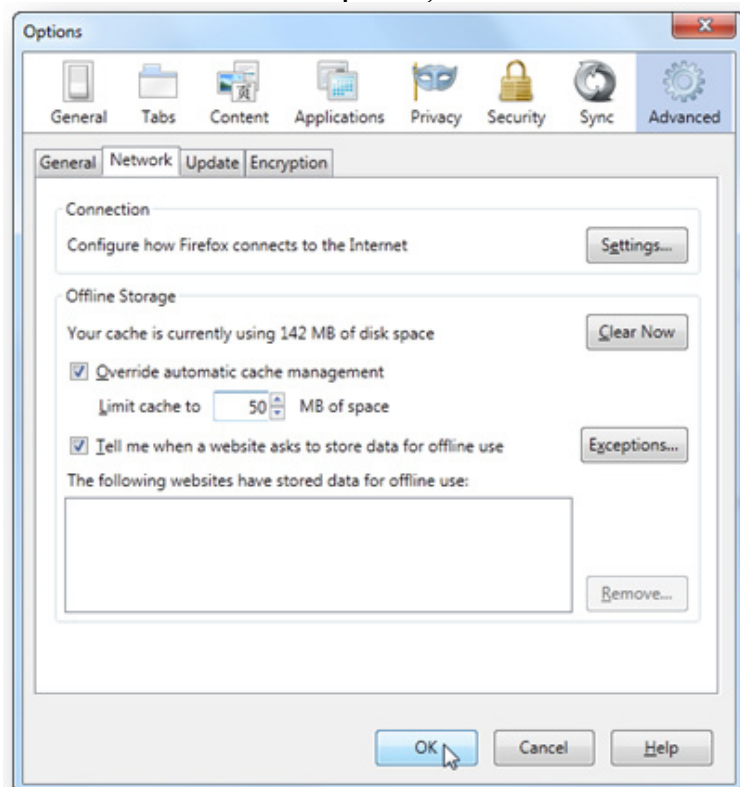 Options
General Tabs Content Applications Privacy Security Sync Advanced
General Network Update Encryption
Connection
Configure how Firefox connects to the Internet Settings...
Offline Storage
Your cache is currently using 142 MB of disk space Clear Now
Override automatic cache management
Limit cache to 50 MB of space
Tell me when a website asks to store data for offline use Exceptions...
The following websites have stored data for offline use:
Remove...
OK Cancel Help